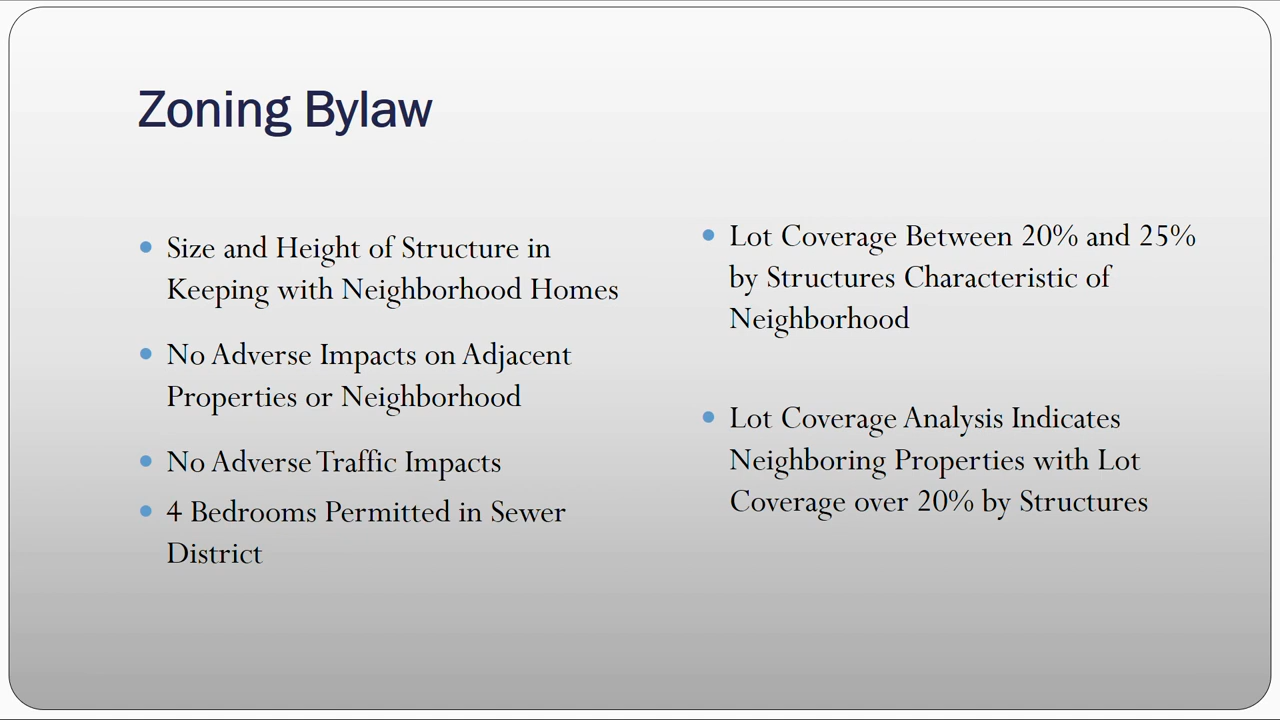 Zoning Bylaw
Size and Height of Structure in
Keeping with Neighborhood Homes
No Adverse Impacts on Adjacent
Properties or Neighborhood
No Adverse Traffic Impacts
4 Bedrooms Permitted in Sewer
District
Lot Coverage Between 20% and 25%
by Structures Characteristic of
Neighborhood
Lot Coverage Analysis Indicates
Neighboring Properties with Lot
Coverage over 20% by Structures